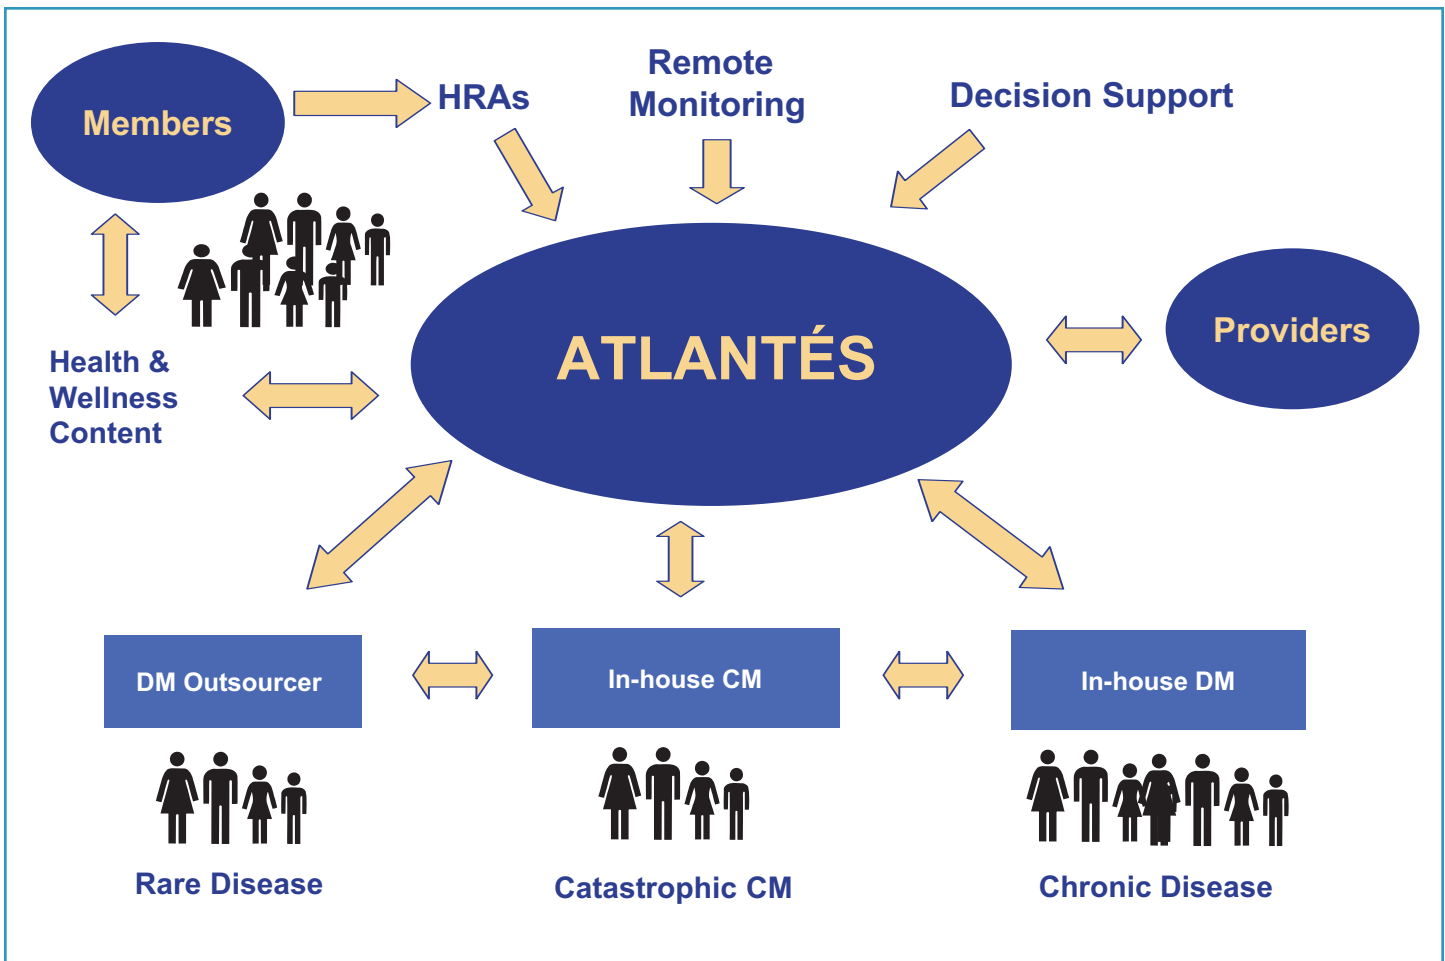 Members
HRAs
Remote
Monitoring
Decision Support
Health &
Wellness
Content
ATLANTÉS
Providers
DM Outsourcer
In-house CM
In-house DM
Rare Disease
Catastrophic CM
Chronic Disease